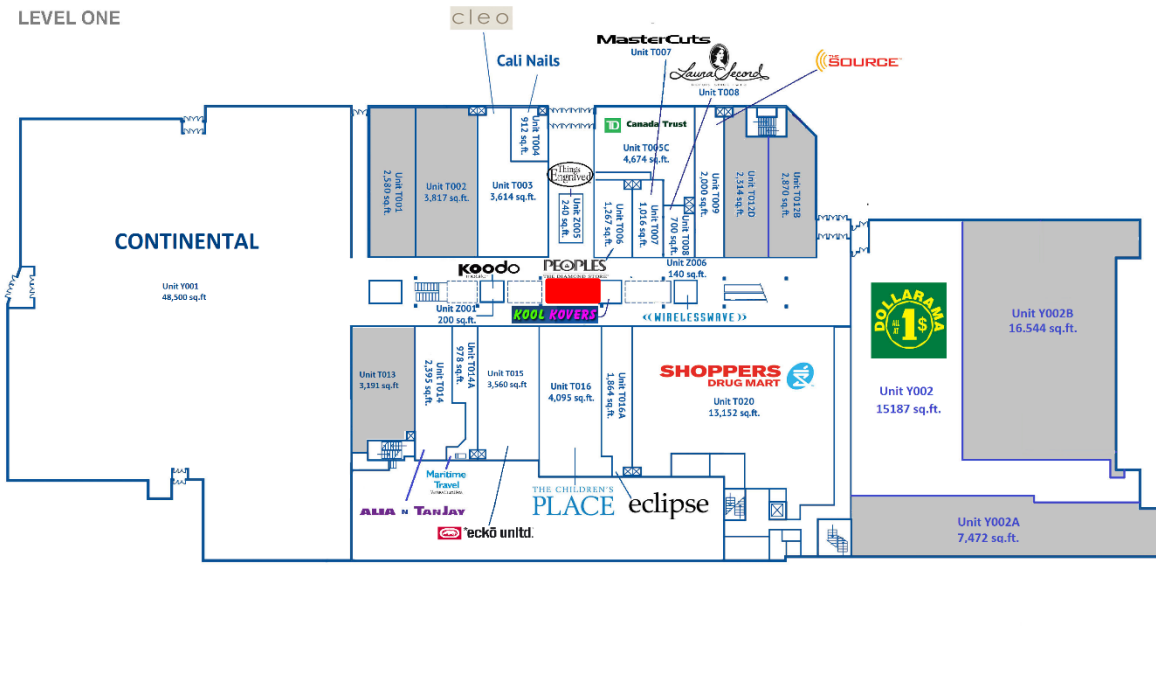 LEVEL ONE
cleo
Cali Nails
MasterCuts
Unit T007
Laura Secord
Unit T008
THE SOURCE
Unit T004
912 sq.ft.
TD Canada Trust
Unit T005C
4,674 sq.ft.
Things
Engraved
Unit T001
2,580 sq.ft.
Unit T002
3,817 sq.ft.
Unit T003
3,614 sq.ft.
Unit Z005
240 sq.ft.
Unit T006
1,267 sq.ft.
Unit T007
1,016 sq.ft.
Unit T008
700 sq.ft.
Unit T009
2,000 sq.ft.
Unit T012D
2,314 sq.ft.
Unit T012B
2,870 sq.ft.
CONTINENTAL
Unit Y001
48,500 sq.ft
koodo
PEOPLES
THE DIAMOND STORE
Unit Z006
140 sq.ft.
Unit Z001
200 sq.ft.
KOOL KOVERS
WIRELESSWAVE
DOLLARAMA
ALL
AT
1$
Unit Y002B
16.544 sq.ft.
Unit Y002
15187 sq.ft.
Unit T013
3,191 sq.ft
Unit T014
2,395 sq.ft.
Unit T014A
978 sq.ft.
Unit T015
3,560 sq.ft
Unit T016
4,095 sq.ft.
Unit T016A
1,864 sq.ft.
SHOPPERS
DRUG MART
Unit T020
13,152 sq.ft.
Maritime
Travel
ALIA N TANJAY
THE CHILDREN'S
PLACE
eclipse
*eckō unltd.
Unit Y002A
7,472 sq.ft.